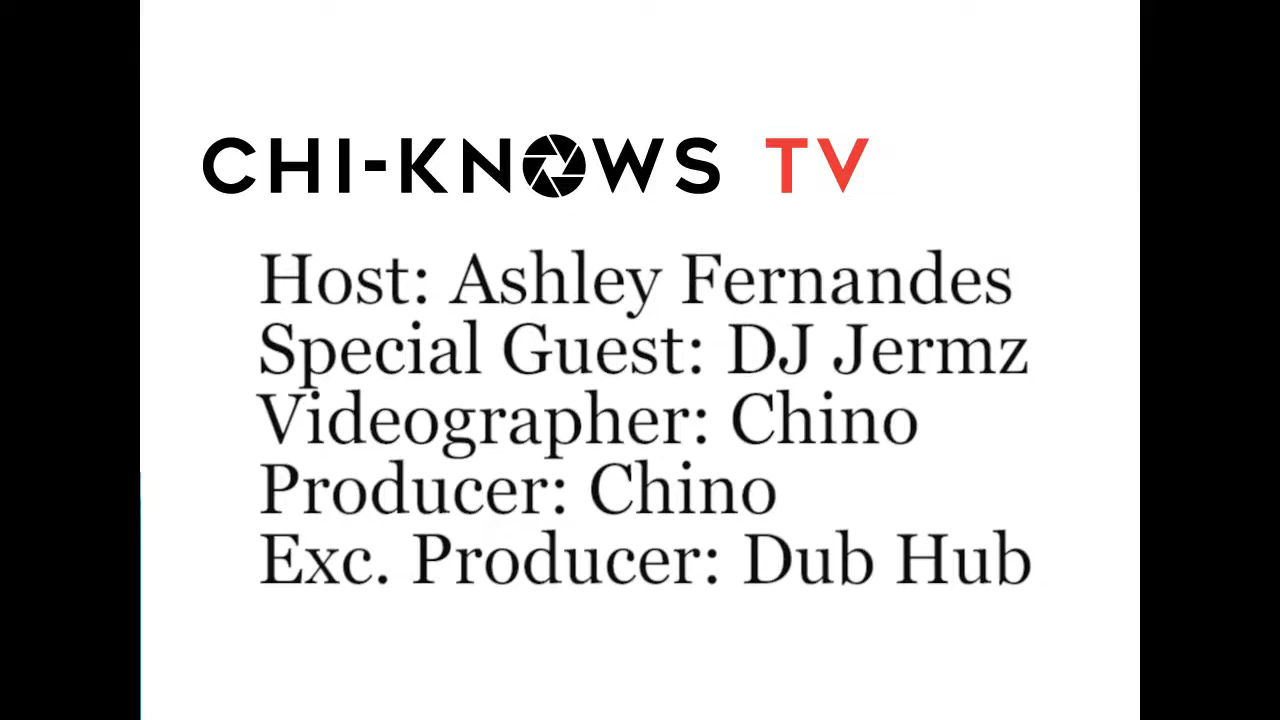 CHI-KNOWS TV
Host: Ashley Fernandes
Special Guest: DJ Jermz
Videographer: Chino
Producer: Chino
Exc. Producer: Dub Hub